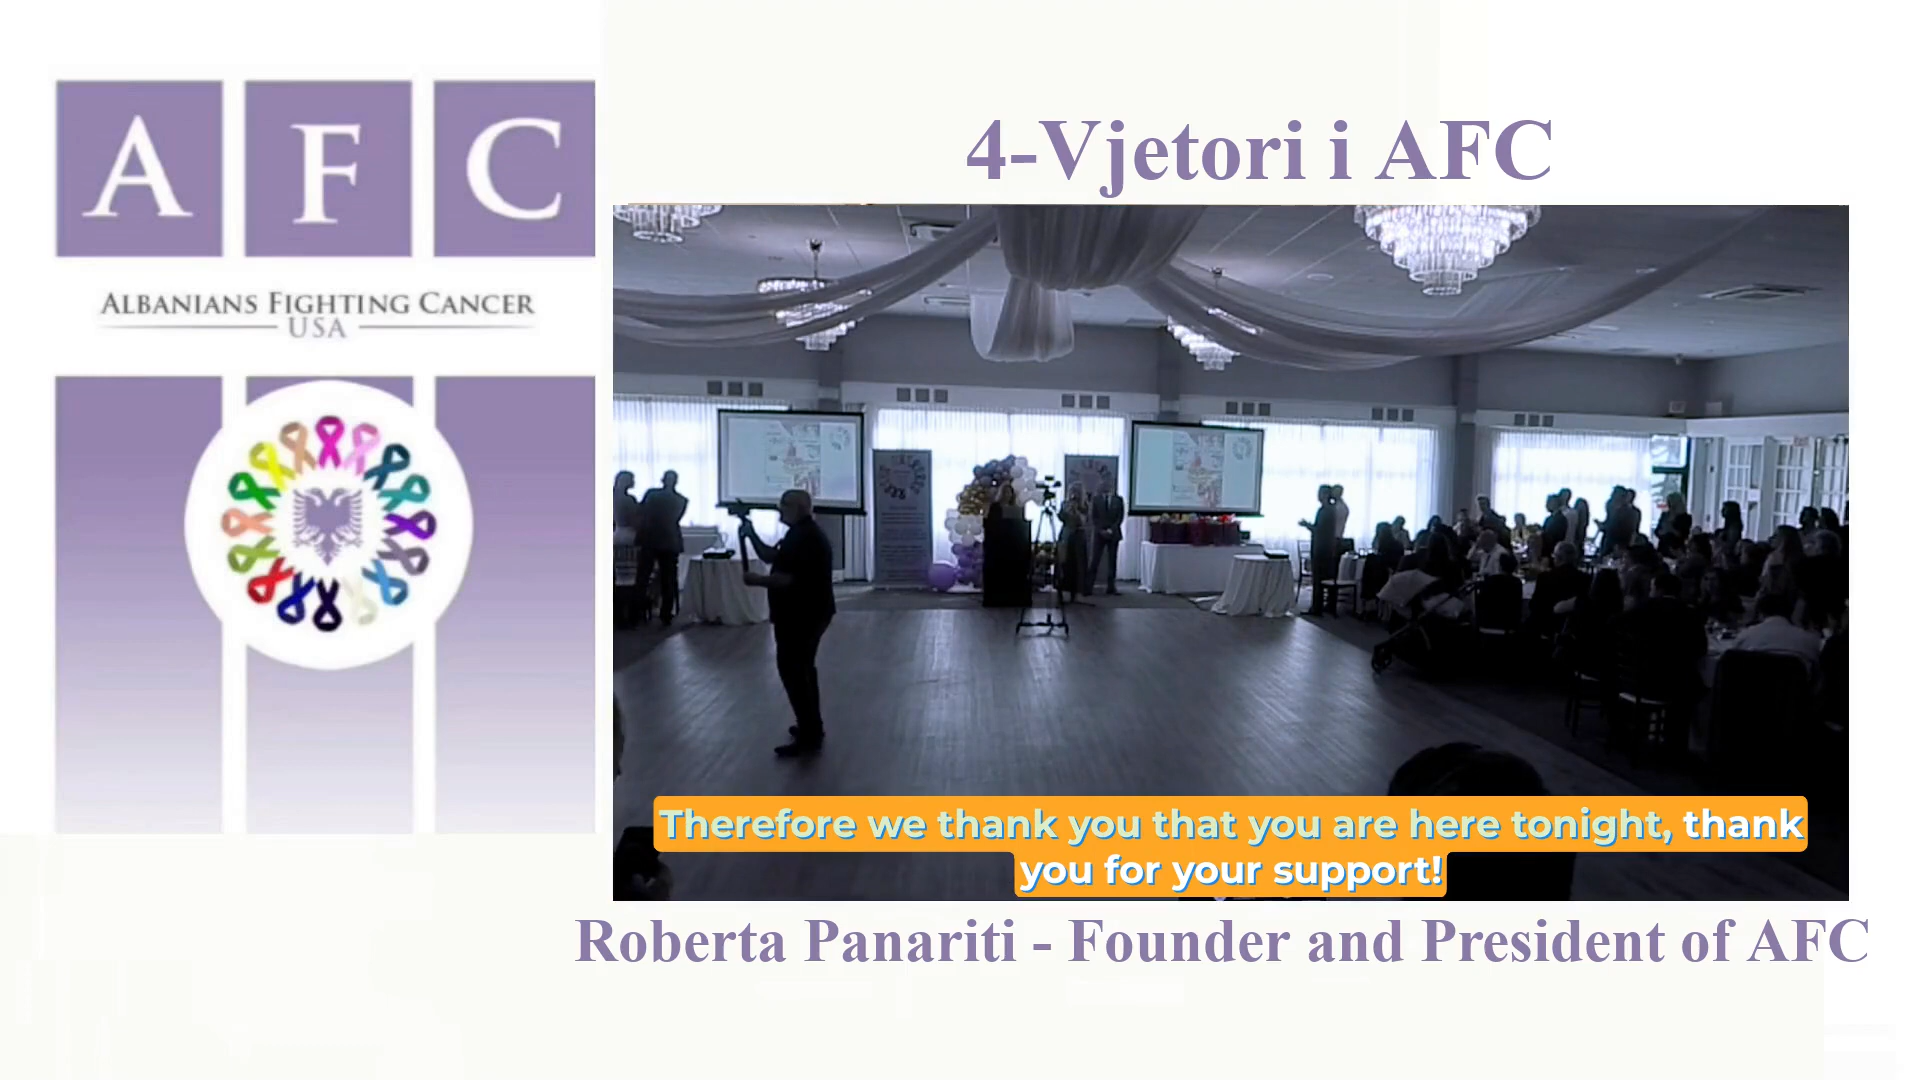 A F C
ALBANIANS FIGHTING CANCER
USA
4-Vjetori i AFC
Therefore we thank you that you are here tonight, thank
you for your support!
Roberta Panariti - Founder and President of AFC